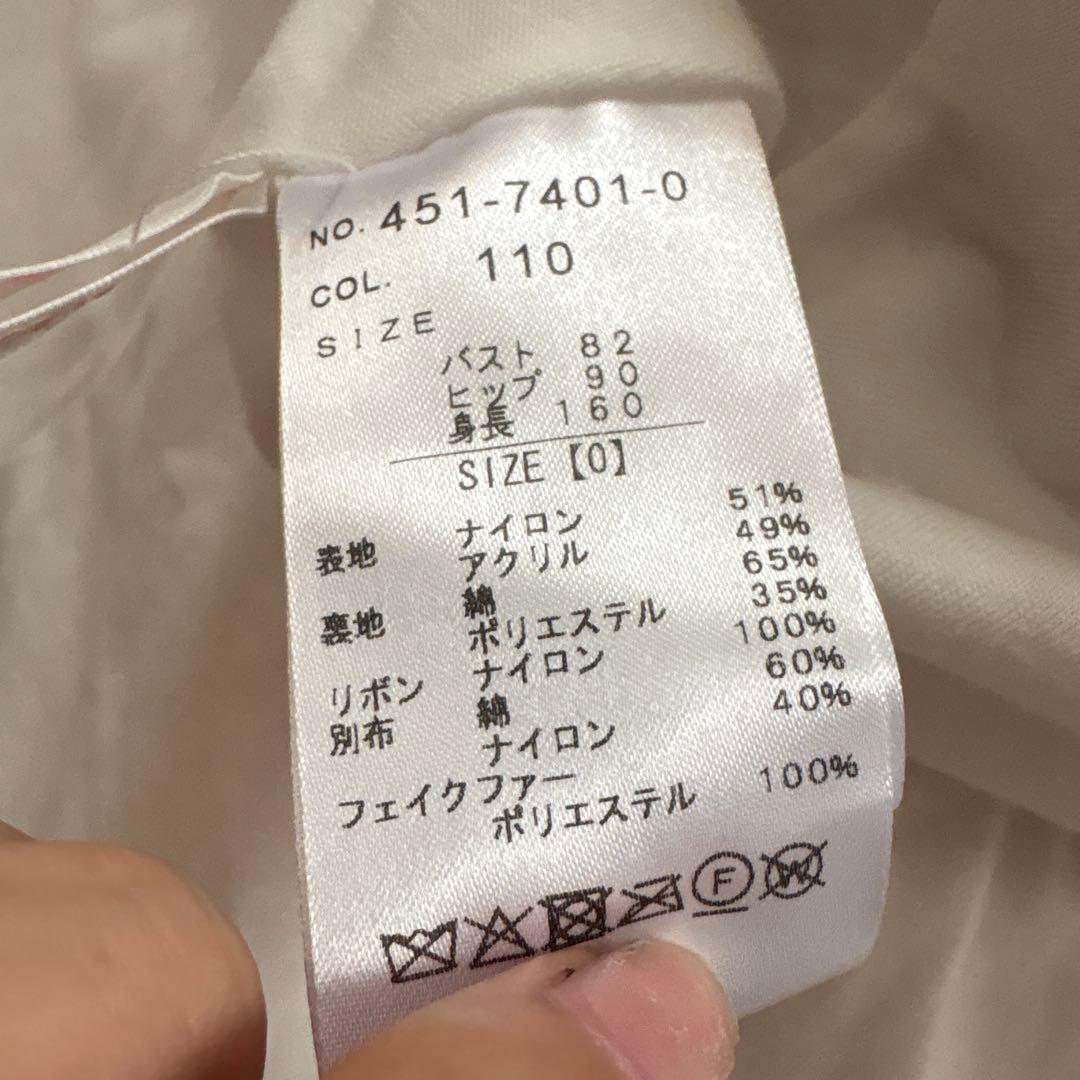 NO. 451-7401-0
COL. 110
SIZE
バスト 82
ヒップ 90
身長 160
SIZE【0】
表地 ナイロン 51%
アクリル 49%
裏地 綿 65%
ポリエステル 35%
リボン ナイロン 100%
別布 綿 60%
ナイロン 40%
フェイクファー
ポリエステル 100%
F W